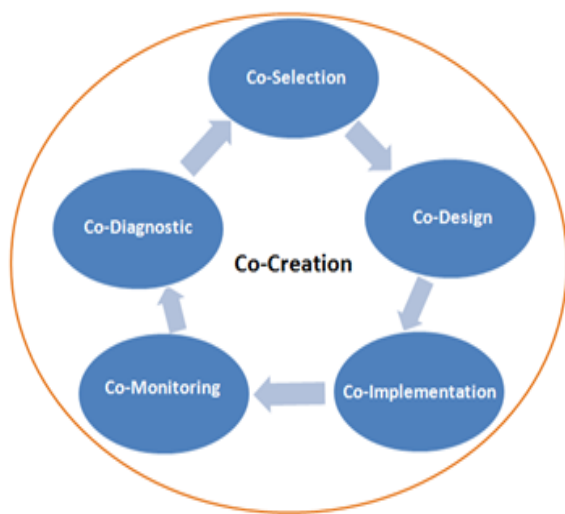 Co-Selection
Co-Diagnostic
Co-Design
Co-Creation
Co-Monitoring
Co-Implementation